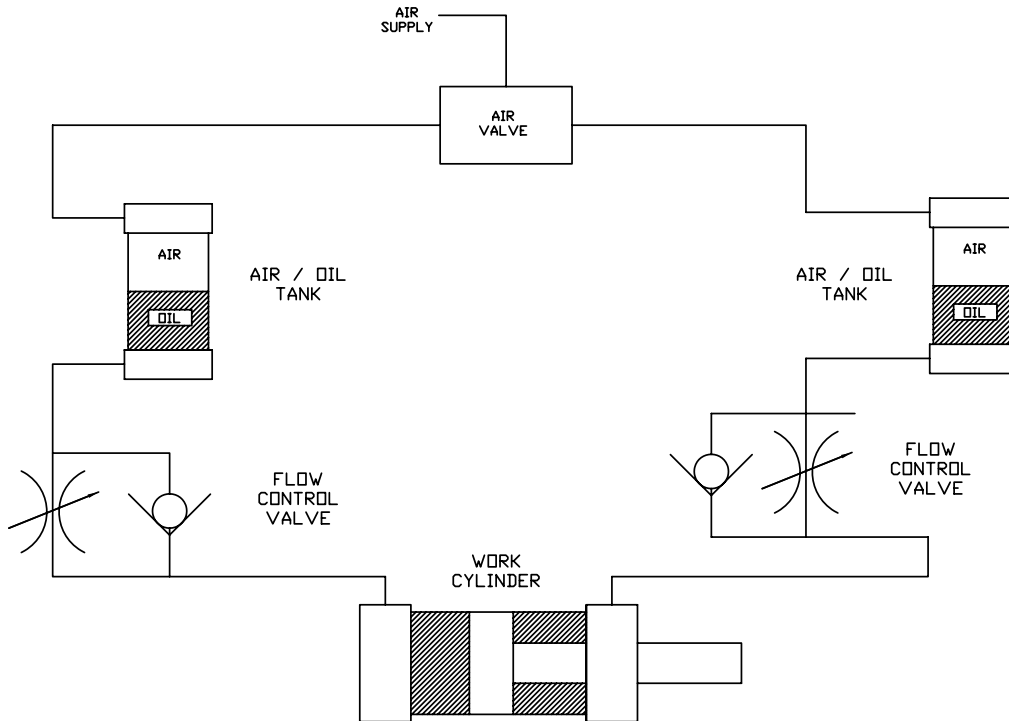 AIR
SUPPLY
AIR
VALVE
AIR
AIR / OIL
TANK
OIL
AIR / OIL
TANK
AIR
OIL
FLOW
CONTROL
VALVE
FLOW
CONTROL
VALVE
WORK
CYLINDER